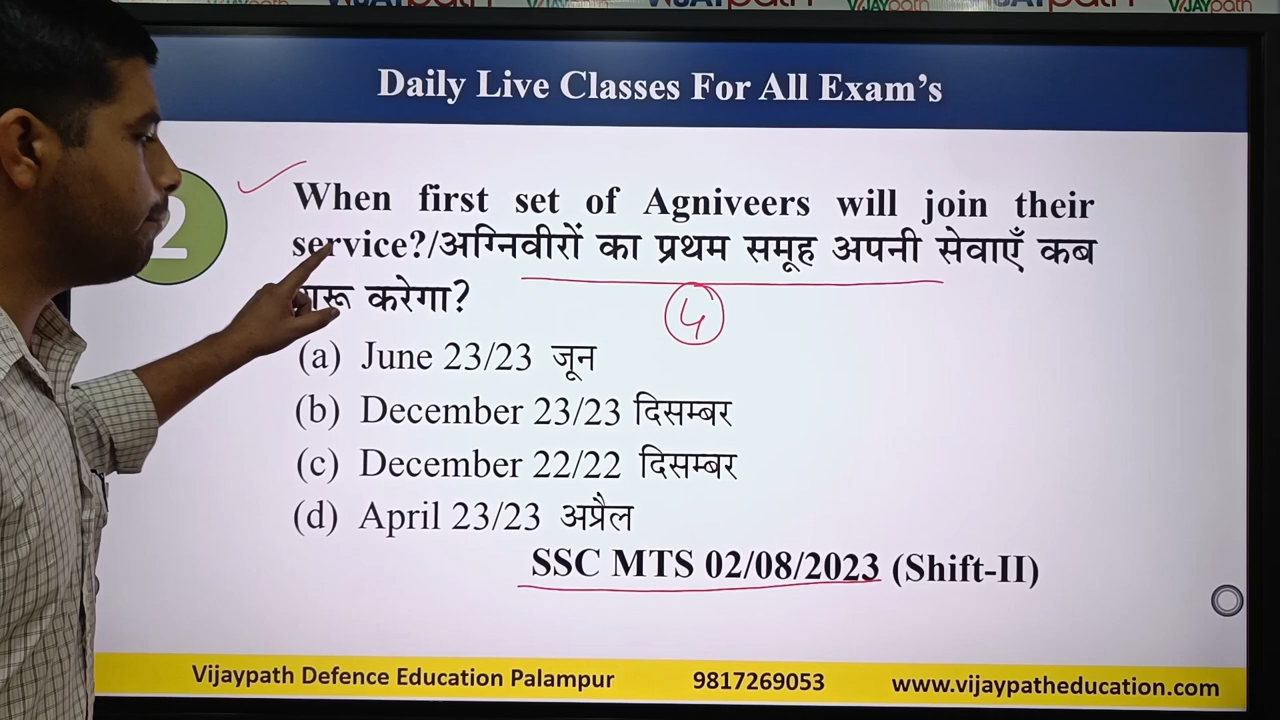 VIJAYpath
Daily Live Classes For All Exam’s
2
When first set of Agniveers will join their
service?/अग्निवीरों का प्रथम समूह अपनी सेवाएँ कब
करेगा?
4
(a) June 23/23 जून
(b) December 23/23 दिसम्बर
(c) December 22/22 दिसम्बर
(d) April 23/23 अप्रैल
SSC MTS 02/08/2023 (Shift-II)
Vijaypath Defence Education Palampur 9817269053 www.vijaypatheducation.com